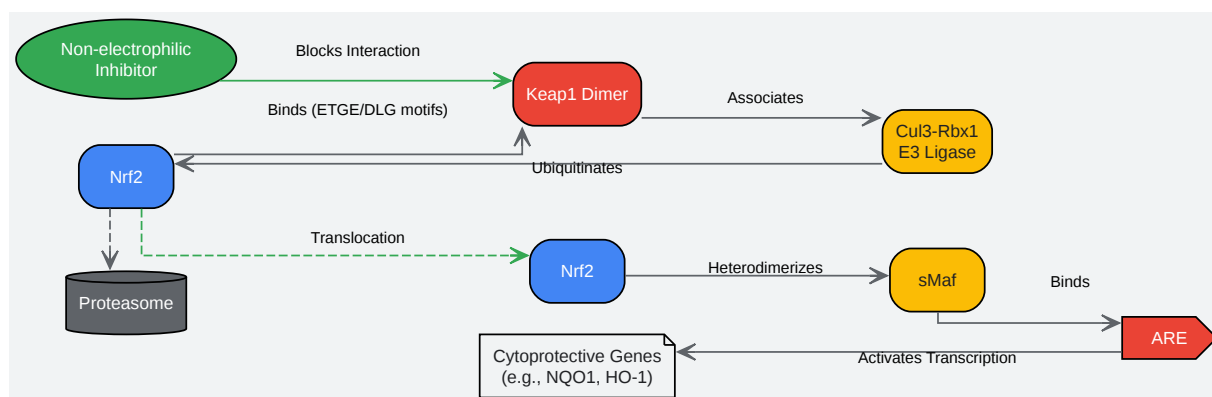 Non-electrophilic
Inhibitor
Blocks Interaction
Keap1 Dimer
Binds (ETGE/DLG motifs)
Associates
Cul3-Rbx1
E3 Ligase
Nrf2
Ubiquitinates
Translocation
Proteasome
Nrf2
Heterodimerizes
sMaf
Binds
ARE
Activates Transcription
Cytoprotective Genes
(e.g., NQO1, HO-1)